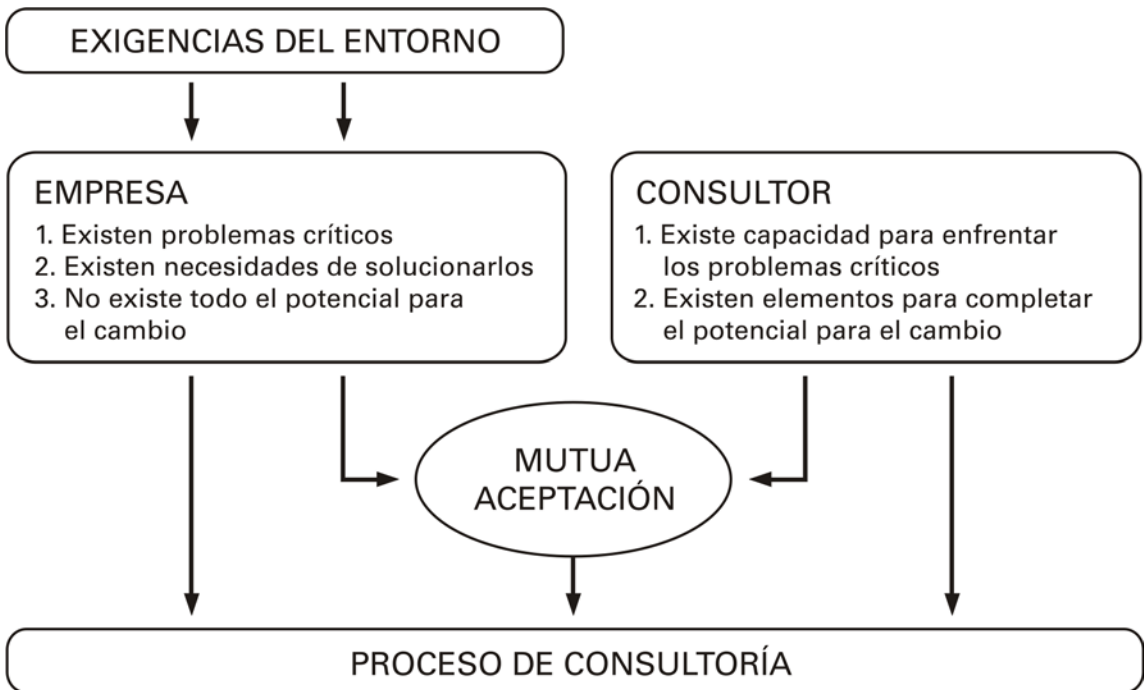 EXIGENCIAS DEL ENTORNO
EMPRESA
1. Existen problemas críticos
2. Existen necesidades de solucionarlos
3. No existe todo el potencial para
el cambio
CONSULTOR
1. Existe capacidad para enfrentar
los problemas críticos
2. Existen elementos para completar
el potencial para el cambio
MUTUA
ACEPTACIÓN
PROCESO DE CONSULTORÍA